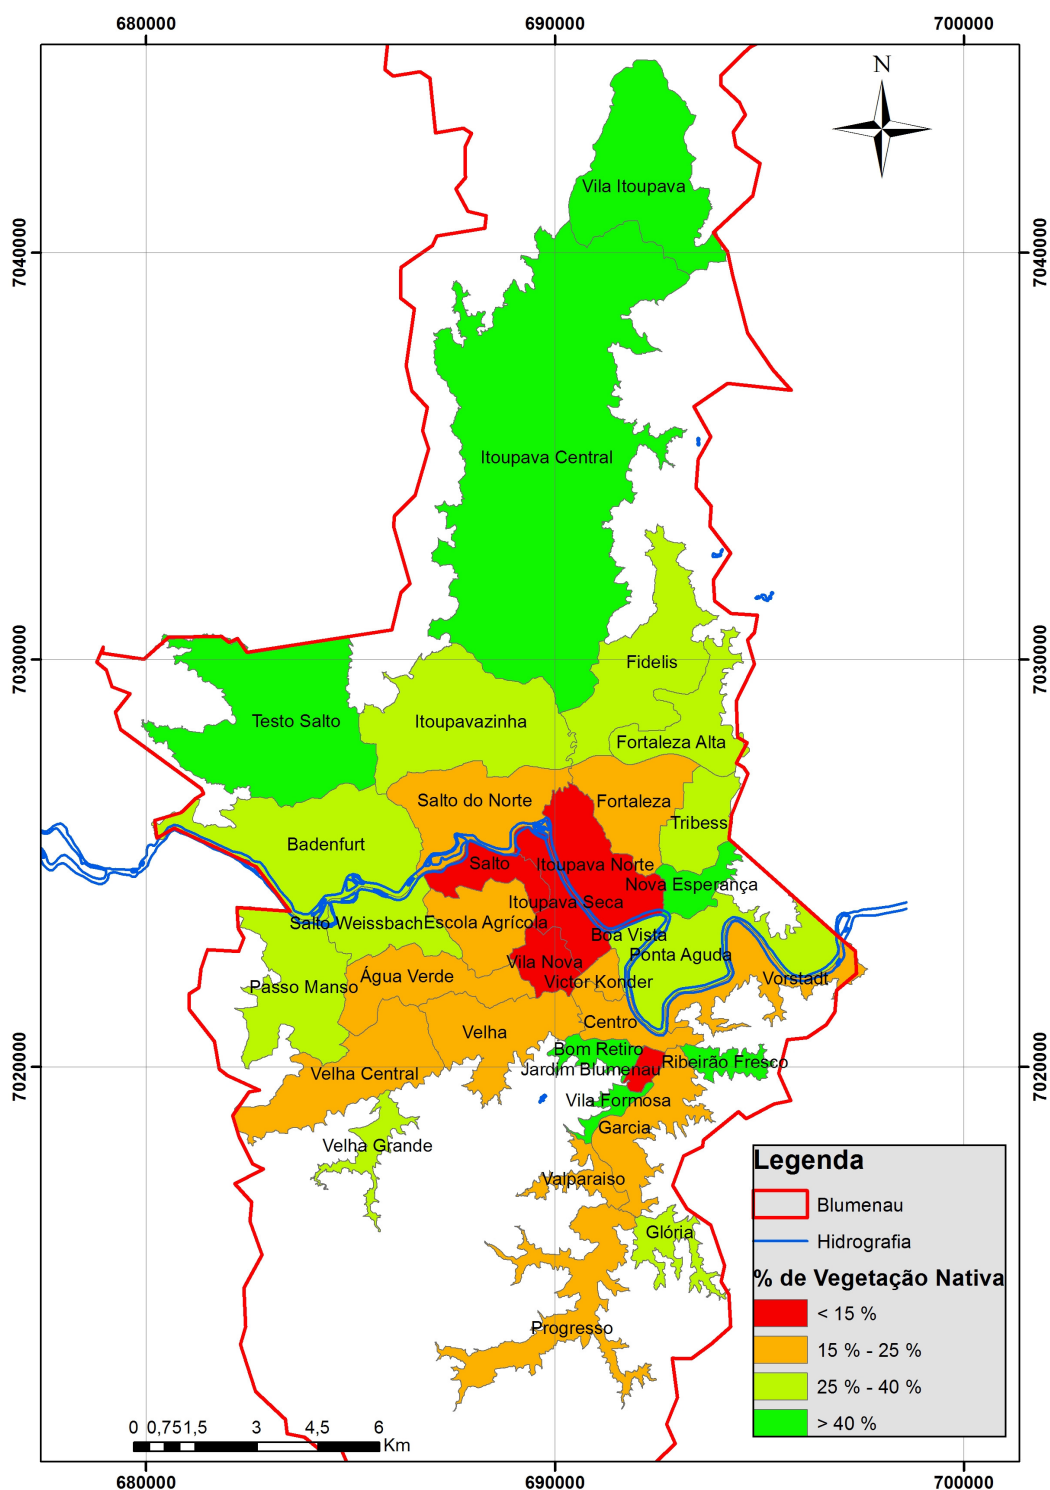 680000
690000
700000
N
Vila Itoupava
7040000
7040000
Itoupava Central
7030000
7030000
Fidelis
Testo Salto
Itoupavazinha
Fortaleza Alta
Salto do Norte
Fortaleza
Tribess
Badenfurt
Salto
Itoupava Norte
Nova Esperança
Itoupava Seca
Salto Weissbach
Escola Agrícola
Boa Vista
Ponta Aguda
Vila Nova
Água Verde
Vorstadt
Passo Manso
Victor Konder
Centro
Velha
Bom Retiro
Ribeirão Fresco
7020000
7020000
Jardim Blumenau
Velha Central
Vila Formosa
Garcia
Velha Grande
Valparaiso
Glória
Progresso
Legenda
Blumenau
Hidrografia
% de Vegetação Nativa
< 15 %
15 % - 25 %
25 % - 40 %
> 40 %
0 0,75 1,5 3 4,5 6
Km
680000
690000
700000